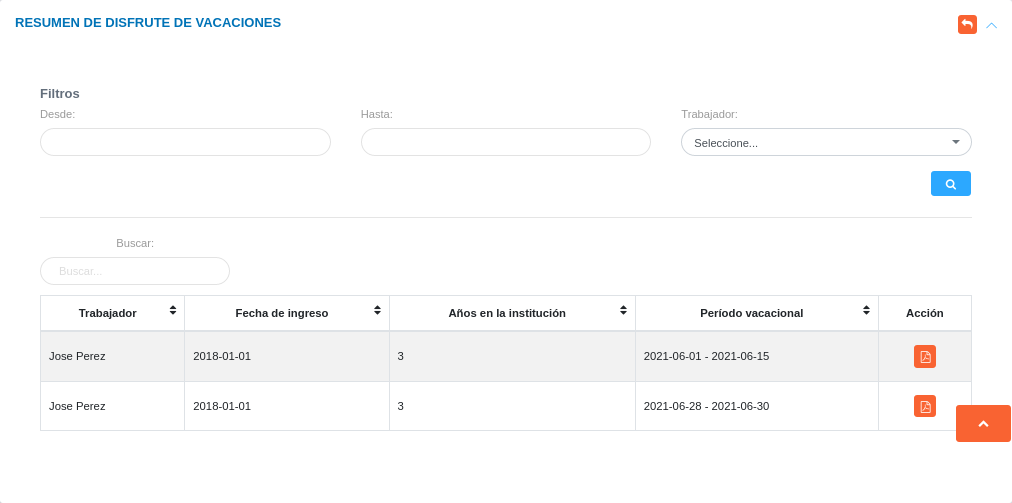 RESUMEN DE DISFRUTE DE VACACIONES
Filtros
Desde: Hasta: Trabajador:
Seleccione...
Buscar:
Buscar...
Trabajador Fecha de ingreso Años en la institución Período vacacional Acción
Jose Perez 2018-01-01 3 2021-06-01 - 2021-06-15
Jose Perez 2018-01-01 3 2021-06-28 - 2021-06-30